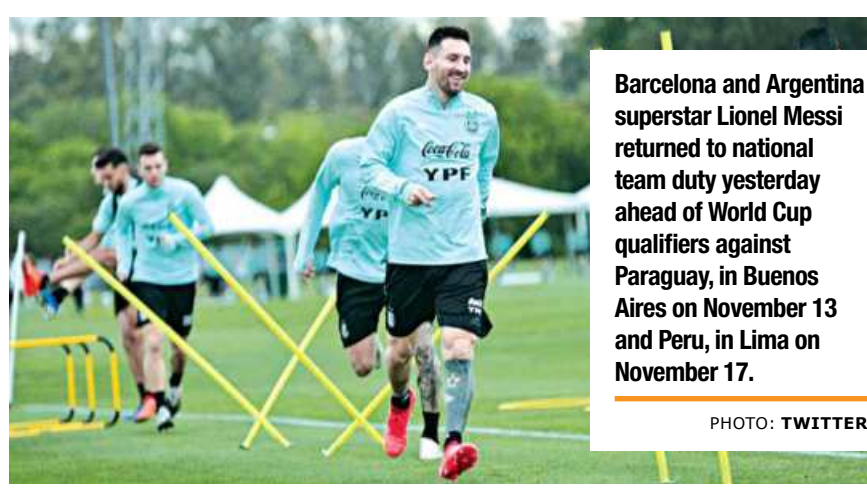 Coca-Cola
YPF
YP
Barcelona and Argentina
superstar Lionel Messi
returned to national
team duty yesterday
ahead of World Cup
qualifiers against
Paraguay, in Buenos
Aires on November 13
and Peru, in Lima on
November 17.
PHOTO: TWITTER